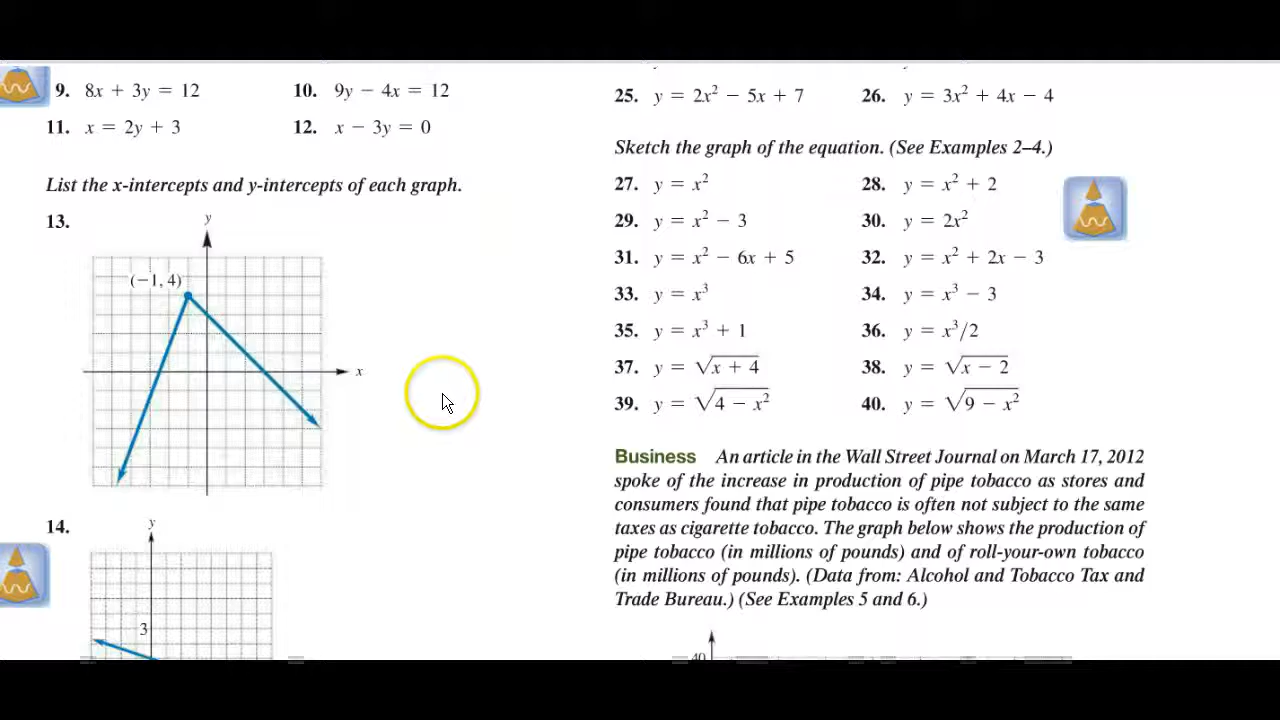 9. 8x + 3y = 12
10. 9y − 4x = 12
11. x = 2y + 3
12. x − 3y = 0
List the x-intercepts and y-intercepts of each graph.
13.
y
(−1, 4)
x
14.
y
3
25. y = 2x² − 5x + 7
26. y = 3x² + 4x − 4
Sketch the graph of the equation. (See Examples 2–4.)
27. y = x²
28. y = x² + 2
29. y = x² − 3
30. y = 2x²
31. y = x² − 6x + 5
32. y = x² + 2x − 3
33. y = x³
34. y = x³ − 3
35. y = x³ + 1
36. y = x³/2
37. y = √(x + 4)
38. y = √(x − 2)
39. y = √(4 − x²)
40. y = √(9 − x²)
Business An article in the Wall Street Journal on March 17, 2012
spoke of the increase in production of pipe tobacco as stores and
consumers found that pipe tobacco is often not subject to the same
taxes as cigarette tobacco. The graph below shows the production of
pipe tobacco (in millions of pounds) and of roll-your-own tobacco
(in millions of pounds). (Data from: Alcohol and Tobacco Tax and
Trade Bureau.) (See Examples 5 and 6.)
40